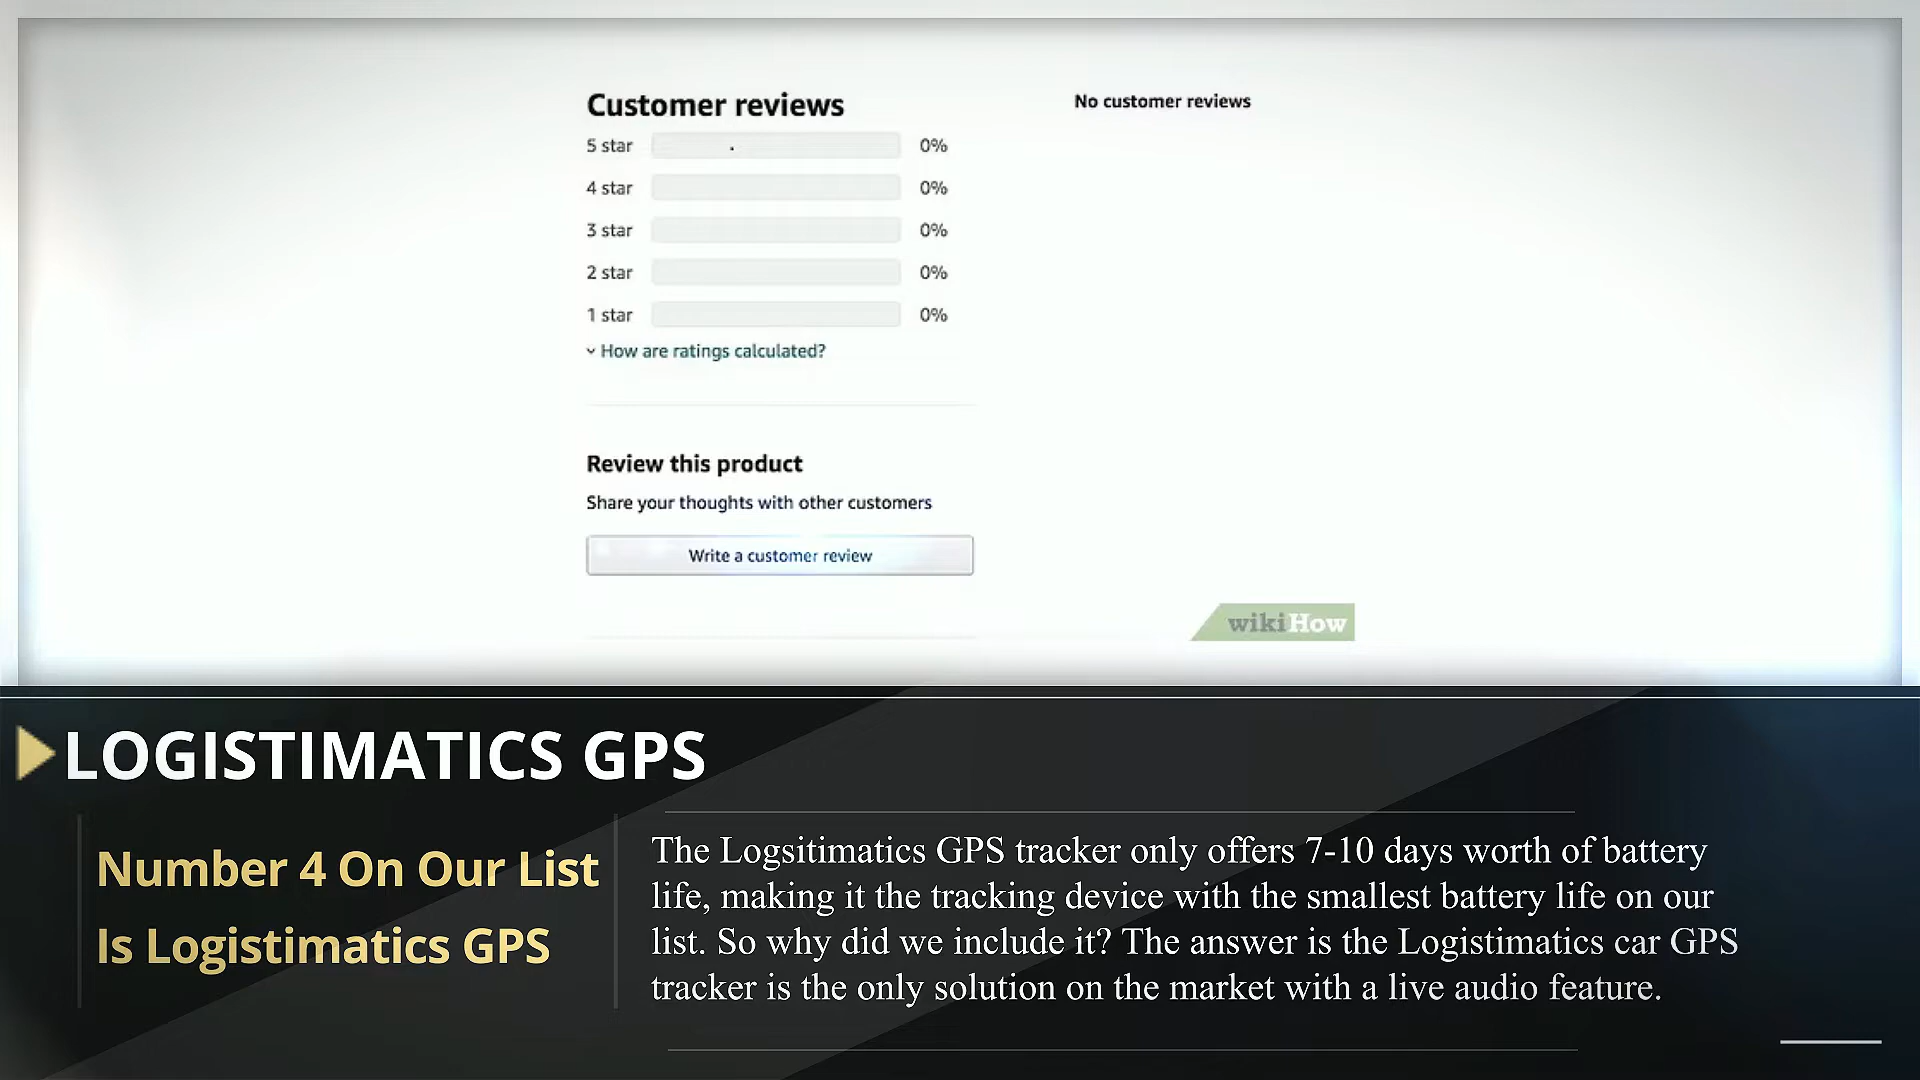 Customer reviews
No customer reviews
5 star 0%
4 star 0%
3 star 0%
2 star 0%
1 star 0%
How are ratings calculated?
Review this product
Share your thoughts with other customers
Write a customer review
wikiHow
LOGISTIMATICS GPS
Number 4 On Our List
Is Logistimatics GPS
The Logsitimatics GPS tracker only offers 7-10 days worth of battery
life, making it the tracking device with the smallest battery life on our
list. So why did we include it? The answer is the Logistimatics car GPS
tracker is the only solution on the market with a live audio feature.